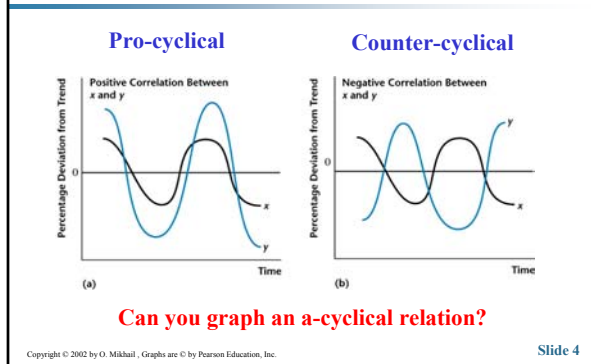 Pro-cyclical
Counter-cyclical
Percentage Deviation from Trend
Positive Correlation Between
x and y
0
x
y
Time
(a)
Percentage Deviation from Trend
Negative Correlation Between
x and y
y
0
x
Time
(b)
Can you graph an a-cyclical relation?
Copyright © 2002 by O. Mikhail , Graphs are © by Pearson Education, Inc.
Slide 4